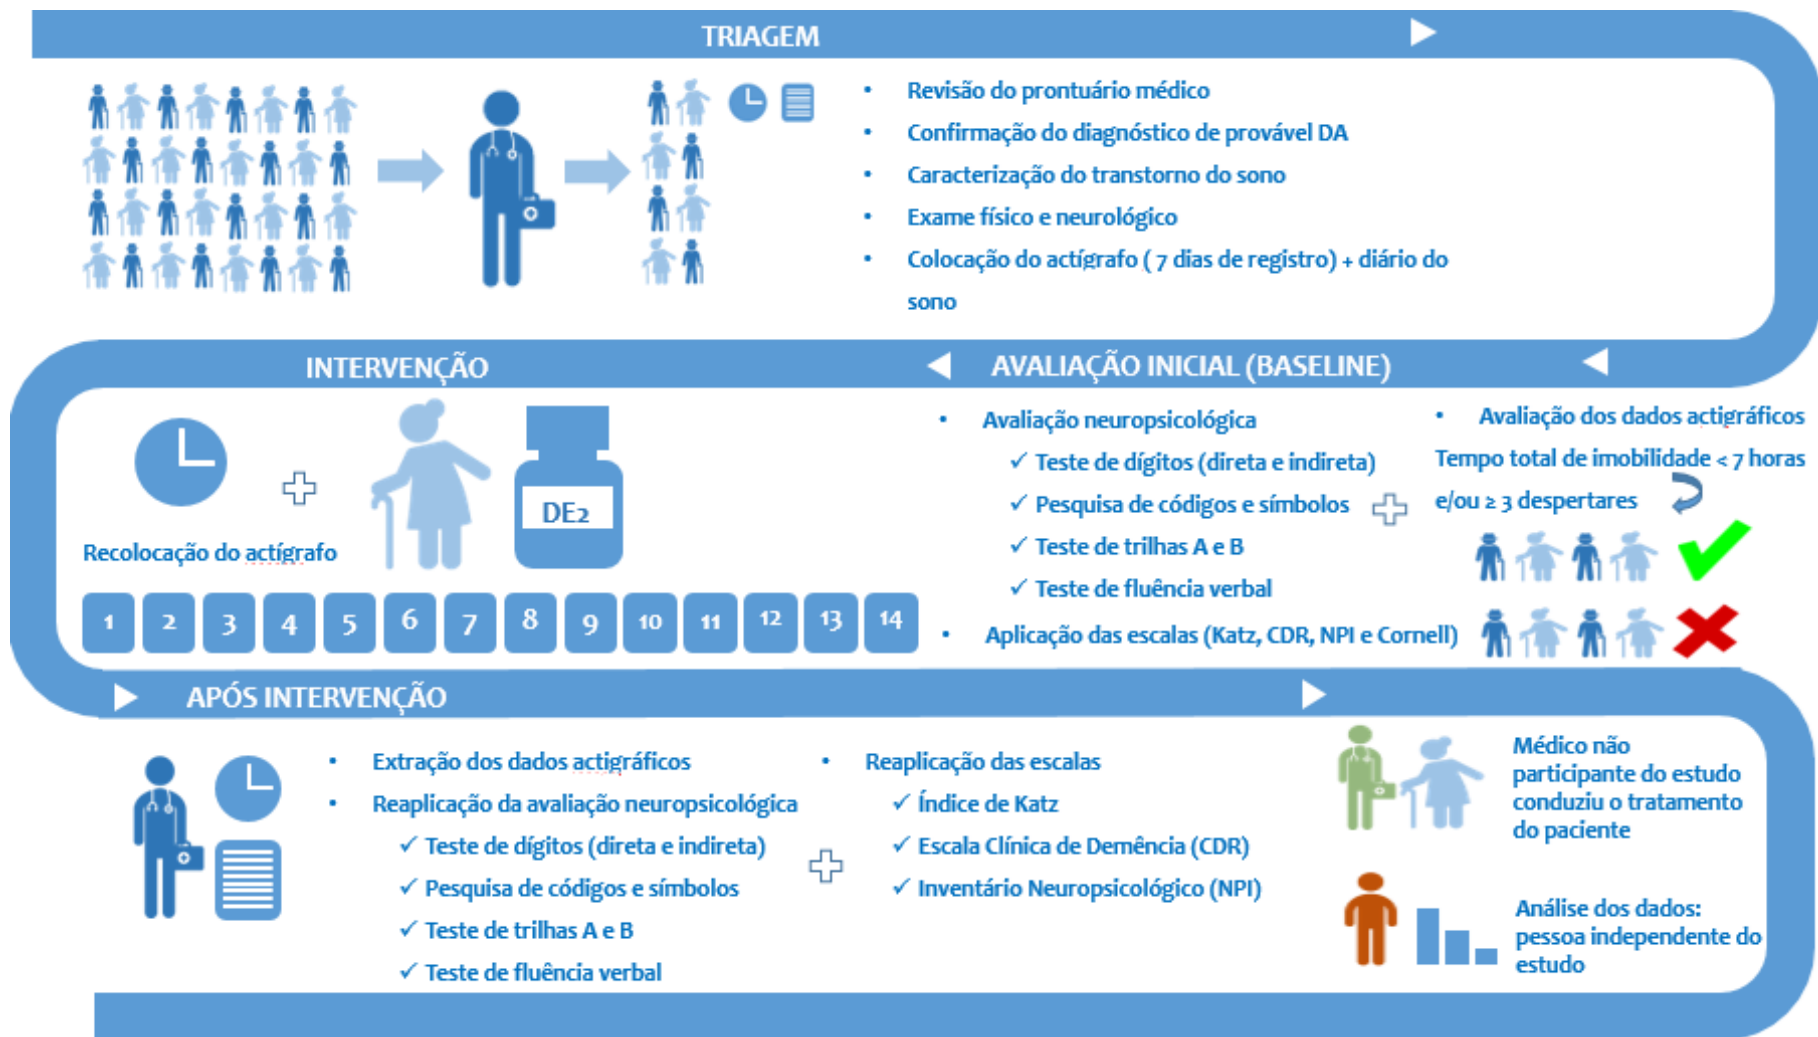 TRIAGEM
• Revisão do prontuário médico
• Confirmação do diagnóstico de provável DA
• Caracterização do transtorno do sono
• Exame físico e neurológico
• Colocação do actígrafo ( 7 dias de registro) + diário do
sono
AVALIAÇÃO INICIAL (BASELINE)
• Avaliação neuropsicológica
✓ Teste de dígitos (direta e indireta)
✓ Pesquisa de códigos e símbolos
✓ Teste de trilhas A e B
✓ Teste de fluência verbal
• Aplicação das escalas (Katz, CDR, NPI e Cornell)
• Avaliação dos dados actigráficos
Tempo total de imobilidade < 7 horas
e/ou ≥ 3 despertares
INTERVENÇÃO
DE2
Recolocação do actígrafo
1 2 3 4 5 6 7 8 9 10 11 12 13 14
APÓS INTERVENÇÃO
• Extração dos dados actigráficos
• Reaplicação da avaliação neuropsicológica
✓ Teste de dígitos (direta e indireta)
✓ Pesquisa de códigos e símbolos
✓ Teste de trilhas A e B
✓ Teste de fluência verbal
• Reaplicação das escalas
✓ Índice de Katz
✓ Escala Clínica de Demência (CDR)
✓ Inventário Neuropsicológico (NPI)
Médico não
participante do estudo
conduziu o tratamento
do paciente
Análise dos dados:
pessoa independente do
estudo